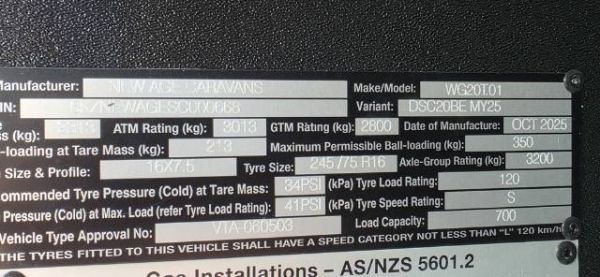 Manufacturer: NEW AGE CARAVANS Make/Model: WG20T.01
IN: Variant: DSC20BE MY25
ss (kg): ATM Rating (kg): 3013 GTM Rating (kg): 2800 Date of Manufacture: OCT 2025
l-loading at Tare Mass (kg): 213 Maximum Permissible Ball-loading (kg): 350
Size & Profile: 16X7.5 Tyre Size: 245/75 R16 Axle-Group Rating (kg): 3200
ommended Tyre Pressure (Cold) at Tare Mass: 34PSI (kPa) Tyre Load Rating: 120
Pressure (Cold) at Max. Load (refer Tyre Load Rating): 41PSI (kPa) Tyre Speed Rating: S
Vehicle Type Approval No: VTA-060503 Load Capacity: 700
THE TYRES FITTED TO THIS VEHICLE SHALL HAVE A SPEED CATEGORY NOT LESS THAN "L" 120 km/h
Gas Installations – AS/NZS 5601.2